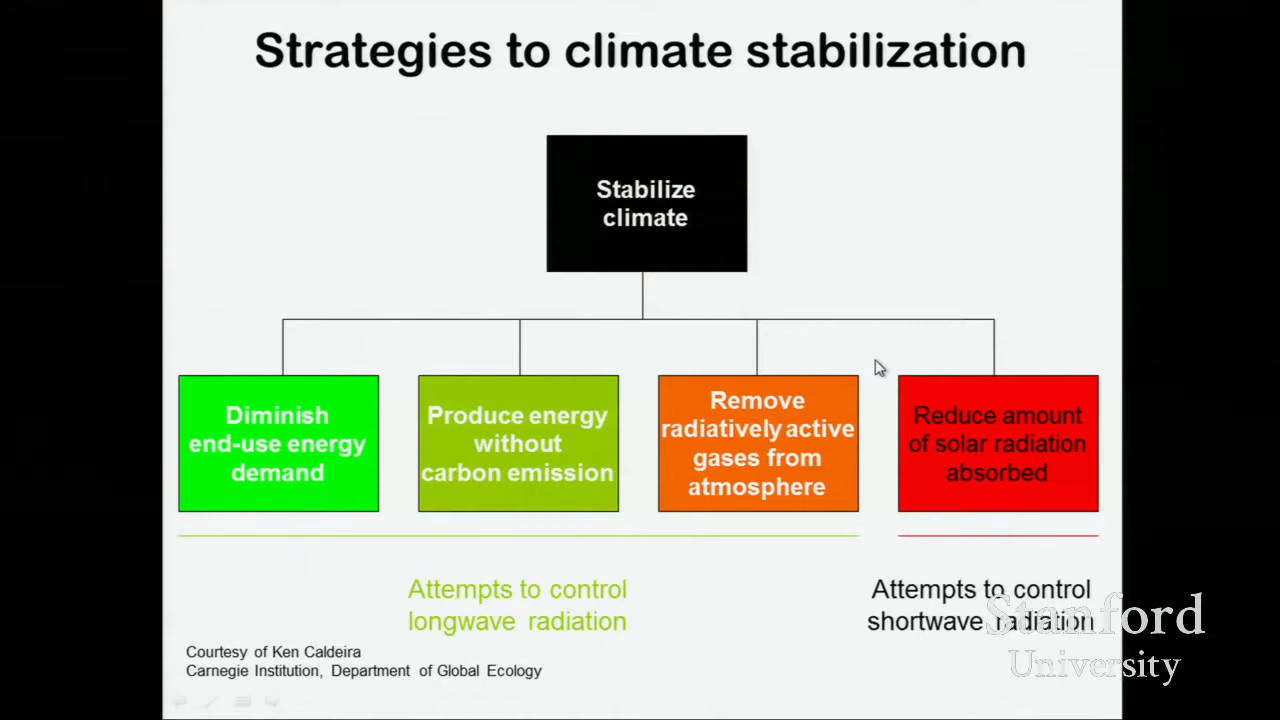 Strategies to climate stabilization
Stabilize
climate
Diminish
end-use energy
demand
Produce energy
without
carbon emission
Remove
radiatively active
gases from
atmosphere
Reduce amount
of solar radiation
absorbed
Attempts to control
longwave radiation
Attempts to control
shortwave radiation
Courtesy of Ken Caldeira
Carnegie Institution, Department of Global Ecology
Stanford
University